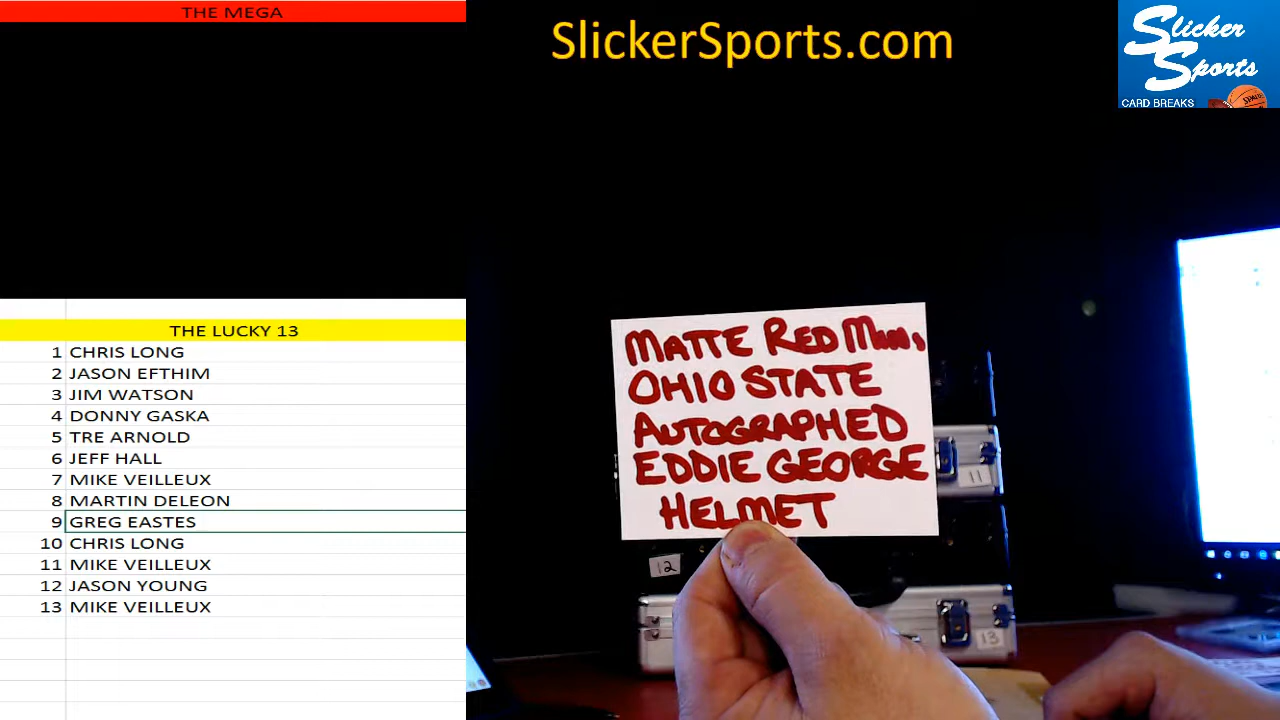 THE MEGA
SlickerSports.com
Slicker
Sports
CARD BREAKS
THE LUCKY 13
1 CHRIS LONG
2 JASON EFTHIM
3 JIM WATSON
4 DONNY GASKA
5 TRE ARNOLD
6 JEFF HALL
7 MIKE VEILLEUX
8 MARTIN DELEON
9 GREG EASTES
10 CHRIS LONG
11 MIKE VEILLEUX
12 JASON YOUNG
13 MIKE VEILLEUX
MATTE RED MINI
OHIO STATE
AUTOGRAPHED
EDDIE GEORGE
HELMET
11
12
13